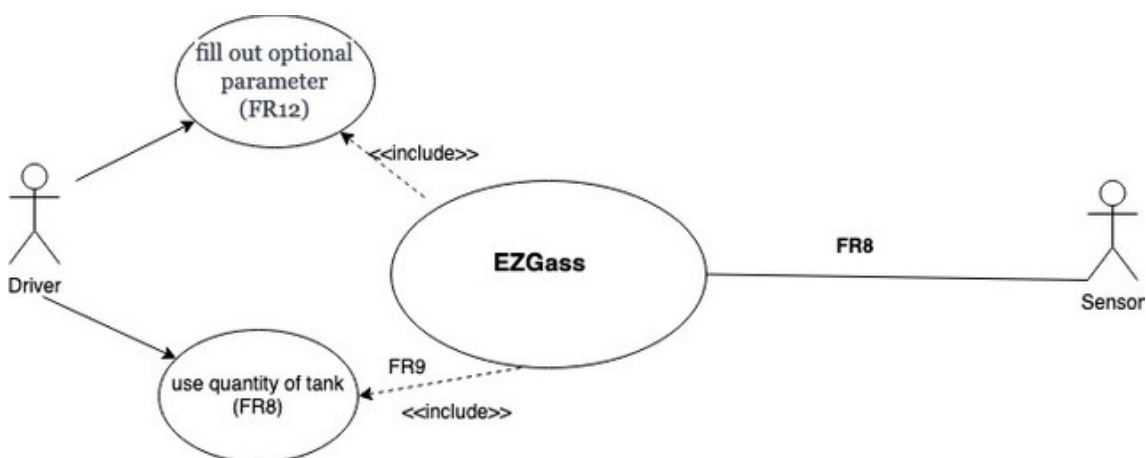 fill out optional
parameter
(FR12)
<<include>>
EZGass
FR8
Driver
Sensor
use quantity of tank
(FR8)
FR9
<<include>>